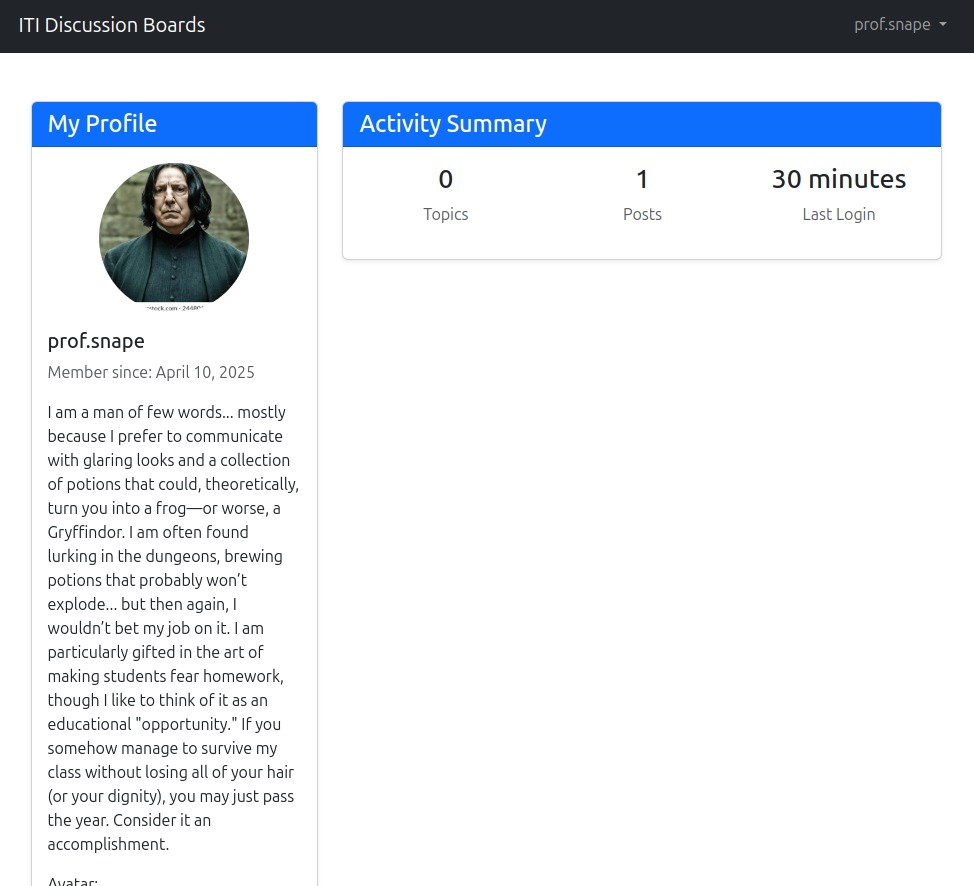 ITI Discussion Boards
prof.snape
My Profile
Activity Summary
0
1
30 minutes
Topics
Posts
Last Login
prof.snape
Member since: April 10, 2025
I am a man of few words... mostly
because I prefer to communicate
with glaring looks and a collection
of potions that could, theoretically,
turn you into a frog—or worse, a
Gryffindor. I am often found
lurking in the dungeons, brewing
potions that probably won’t
explode... but then again, I
wouldn’t bet my job on it. I am
particularly gifted in the art of
making students fear homework,
though I like to think of it as an
educational "opportunity." If you
somehow manage to survive my
class without losing all of your hair
(or your dignity), you may just pass
the year. Consider it an
accomplishment.
Avatar: